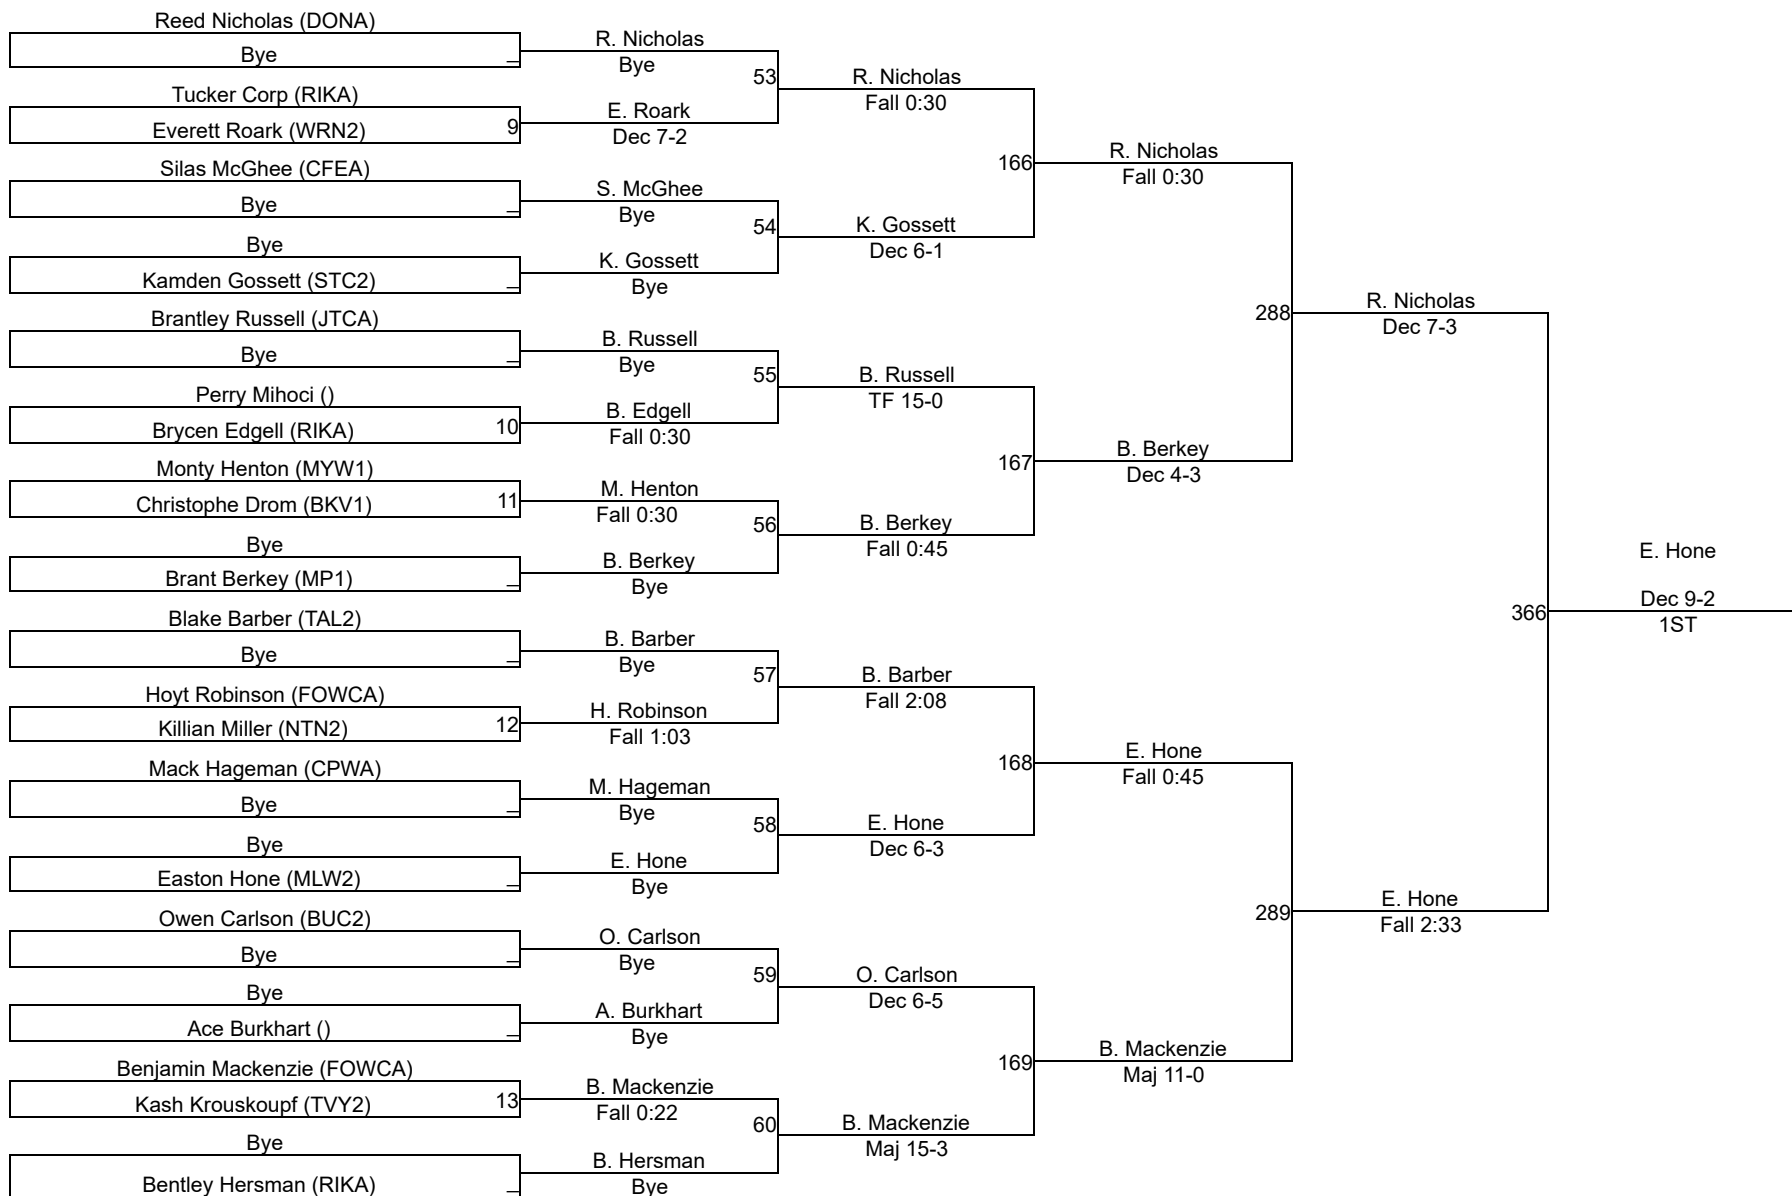 Reed Nicholas (DONA)
Bye
_
Tucker Corp (RIKA)
Everett Roark (WRN2)
9
Silas McGhee (CFEA)
Bye
_
Bye
Kamden Gossett (STC2)
_
Brantley Russell (JTCA)
Bye
_
Perry Mihoci ()
Brycen Edgell (RIKA)
10
Monty Henton (MYW1)
Christophe Drom (BKV1)
11
Bye
Brant Berkey (MP1)
_
Blake Barber (TAL2)
Bye
_
Hoyt Robinson (FOWCA)
Killian Miller (NTN2)
12
Mack Hageman (CPWA)
Bye
_
Bye
Easton Hone (MLW2)
_
Owen Carlson (BUC2)
Bye
_
Bye
Ace Burkhart ()
_
Benjamin Mackenzie (FOWCA)
Kash Krouskoupf (TVY2)
13
Bye
Bentley Hersman (RIKA)
_
R. Nicholas
Bye
53
E. Roark
Dec 7-2
S. McGhee
Bye
54
K. Gossett
Bye
B. Russell
Bye
55
B. Edgell
Fall 0:30
M. Henton
Fall 0:30
56
B. Berkey
Bye
B. Barber
Bye
57
H. Robinson
Fall 1:03
M. Hageman
Bye
58
E. Hone
Bye
O. Carlson
Bye
59
A. Burkhart
Bye
B. Mackenzie
Fall 0:22
60
B. Hersman
Bye
R. Nicholas
Fall 0:30
166
K. Gossett
Dec 6-1
B. Russell
TF 15-0
167
B. Berkey
Fall 0:45
B. Barber
Fall 2:08
168
E. Hone
Dec 6-3
O. Carlson
Dec 6-5
169
B. Mackenzie
Maj 15-3
R. Nicholas
Fall 0:30
288
B. Berkey
Dec 4-3
E. Hone
Fall 0:45
289
B. Mackenzie
Maj 11-0
R. Nicholas
Dec 7-3
366
E. Hone
Fall 2:33
E. Hone
Dec 9-2
1ST